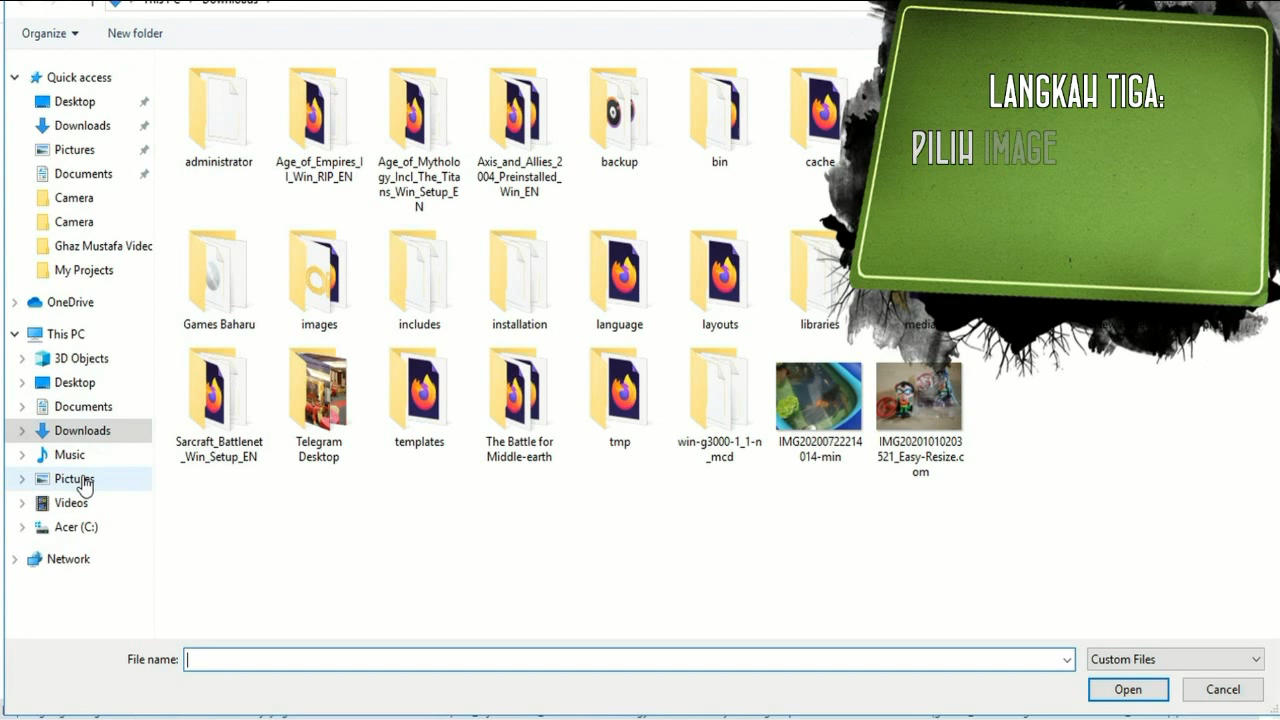 This PC > Downloads
Organize
New folder
LANGKAH TIGA:
PILIH IMAGE
Quick access
Desktop
Downloads
Pictures
Documents
Camera
Camera
Ghaz Mustafa Videc
My Projects
OneDrive
This PC
3D Objects
Desktop
Documents
Downloads
Music
Pictures
Videos
Acer (C:)
Network
administrator
Age_of_Empires_I
I_Win_RIP_EN
Age_of_Mytholo
gy_Incl_The_Tita
ns_Win_Setup_E
N
Axis_and_Allies_2
004_Preinstalled_
Win_EN
backup
bin
cache
Games Baharu
images
includes
installation
language
layouts
libraries
Sarcraft_Battlenet
_Win_Setup_EN
Telegram
Desktop
templates
The Battle for
Middle-earth
tmp
win-g3000-1_1-n
_mcd
IMG20200722214
014-min
IMG20201010203
521_Easy-Resize.c
om
File name:
Custom Files
Open
Cancel